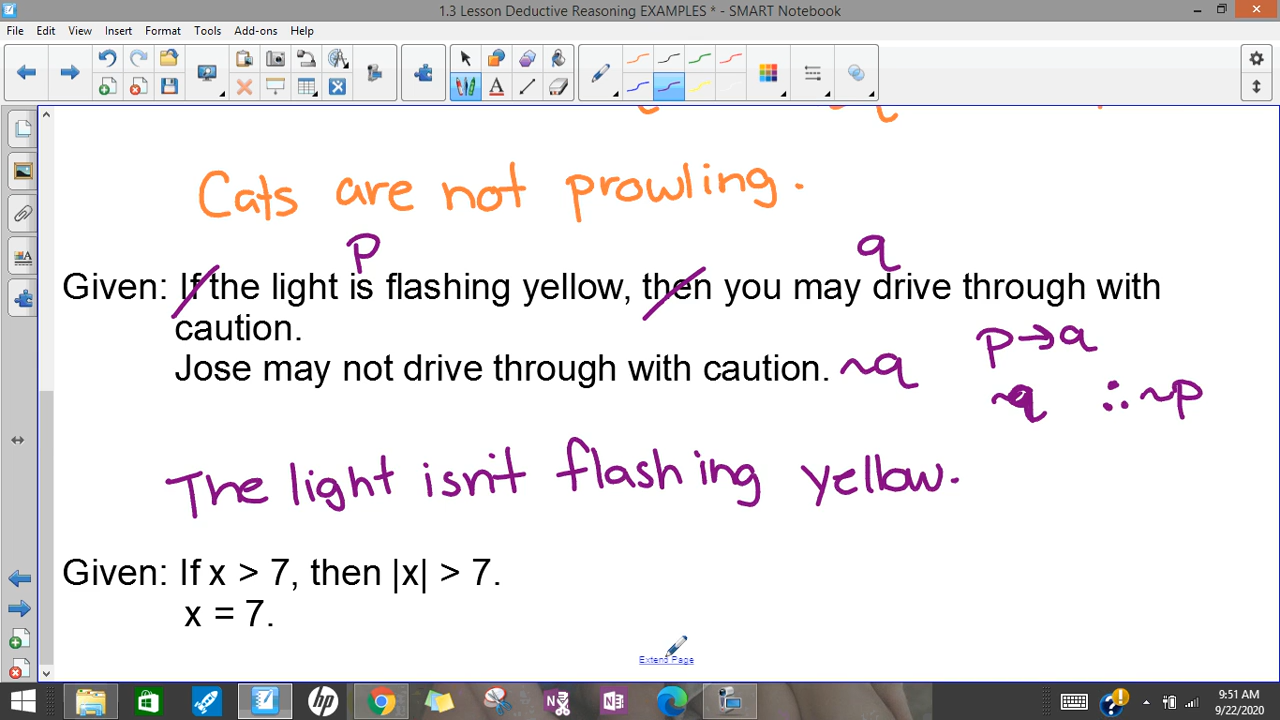 1.3 Lesson Deductive Reasoning EXAMPLES * - SMART Notebook
File Edit View Insert Format Tools Add-ons Help
Cats are not prowling.
p q
Given: If the light is flashing yellow, then you may drive through with
caution.
p→q
Jose may not drive through with caution. ~q
~q ∴ ~p
The light isn't flashing yellow.
Given: If x > 7, then |x| > 7.
x = 7.
Extend Page
9:51 AM
9/22/2020